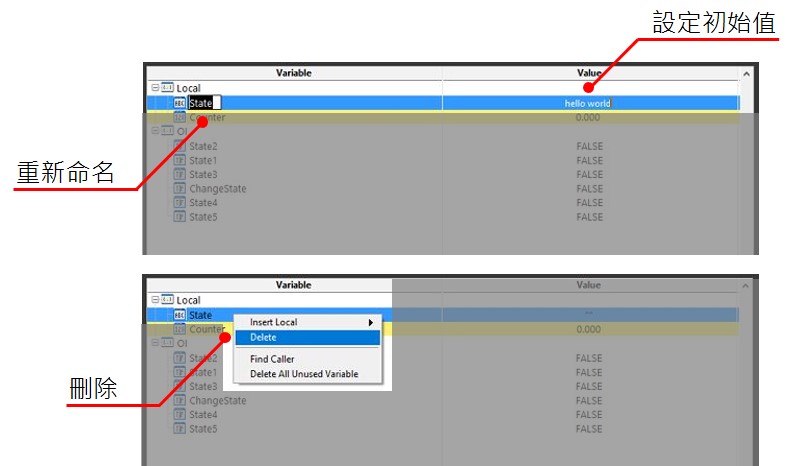 設定初始值
Variable Value
Local
State hello world
Counter 0.000
OI
State2 FALSE
State1 FALSE
State3 FALSE
ChangeState FALSE
State4 FALSE
State5 FALSE
重新命名
Variable Value
Local
State ""
Counter 0.000
OI
State2 FALSE
State1 FALSE
State3 FALSE
ChangeState FALSE
State4 FALSE
State5 FALSE
Insert Local
Delete
Find Caller
Delete All Unused Variable
刪除